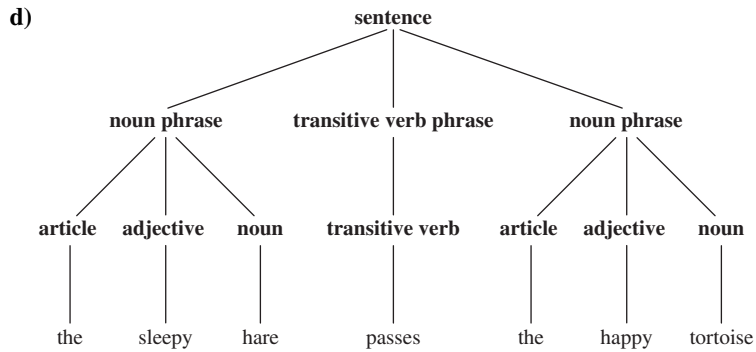 d)
sentence
noun phrase transitive verb phrase noun phrase
article adjective noun transitive verb article adjective noun
the sleepy hare passes the happy tortoise